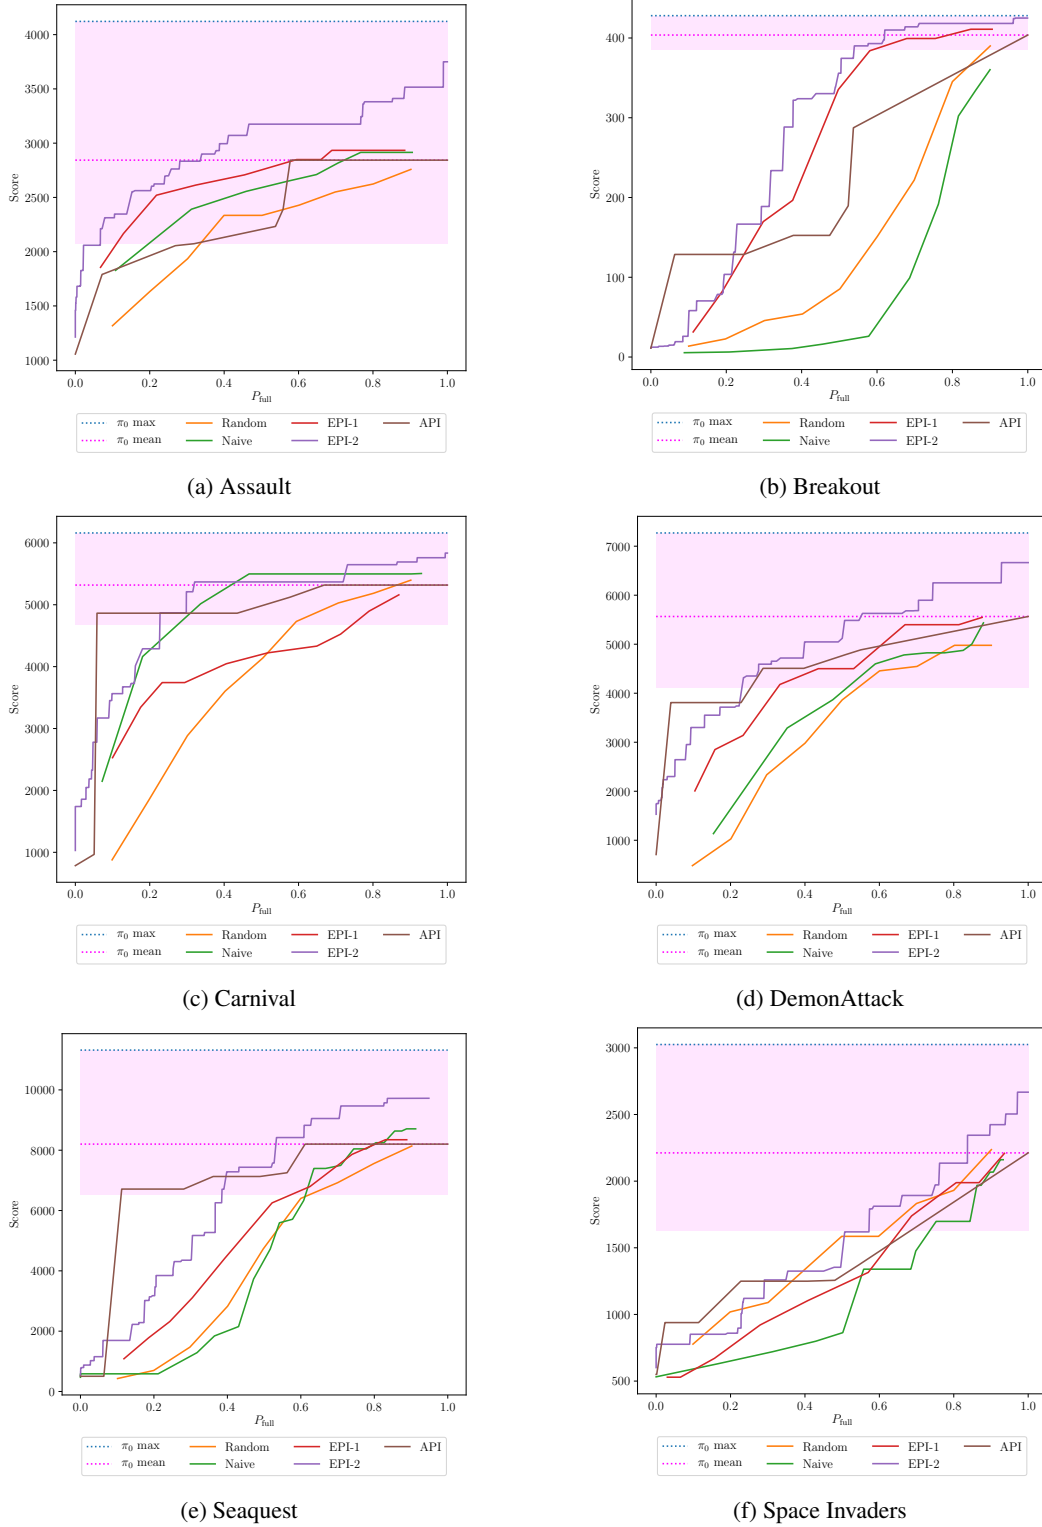 4000
3500
3000
2500
2000
1500
1000
Score
0.0 0.2 0.4 0.6 0.8 1.0
P_full
π₀ max Random EPI-1 API
π₀ mean Naive EPI-2
(a) Assault
400
300
200
100
0
Score
0.0 0.2 0.4 0.6 0.8 1.0
P_full
π₀ max Random EPI-1 API
π₀ mean Naive EPI-2
(b) Breakout
6000
5000
4000
3000
2000
1000
Score
0.0 0.2 0.4 0.6 0.8 1.0
P_full
π₀ max Random EPI-1 API
π₀ mean Naive EPI-2
(c) Carnival
7000
6000
5000
4000
3000
2000
1000
Score
0.0 0.2 0.4 0.6 0.8 1.0
P_full
π₀ max Random EPI-1 API
π₀ mean Naive EPI-2
(d) DemonAttack
10000
8000
6000
4000
2000
0
Score
0.0 0.2 0.4 0.6 0.8 1.0
P_full
π₀ max Random EPI-1 API
π₀ mean Naive EPI-2
(e) Seaquest
3000
2500
2000
1500
1000
500
Score
0.0 0.2 0.4 0.6 0.8 1.0
P_full
π₀ max Random EPI-1 API
π₀ mean Naive EPI-2
(f) Space Invaders